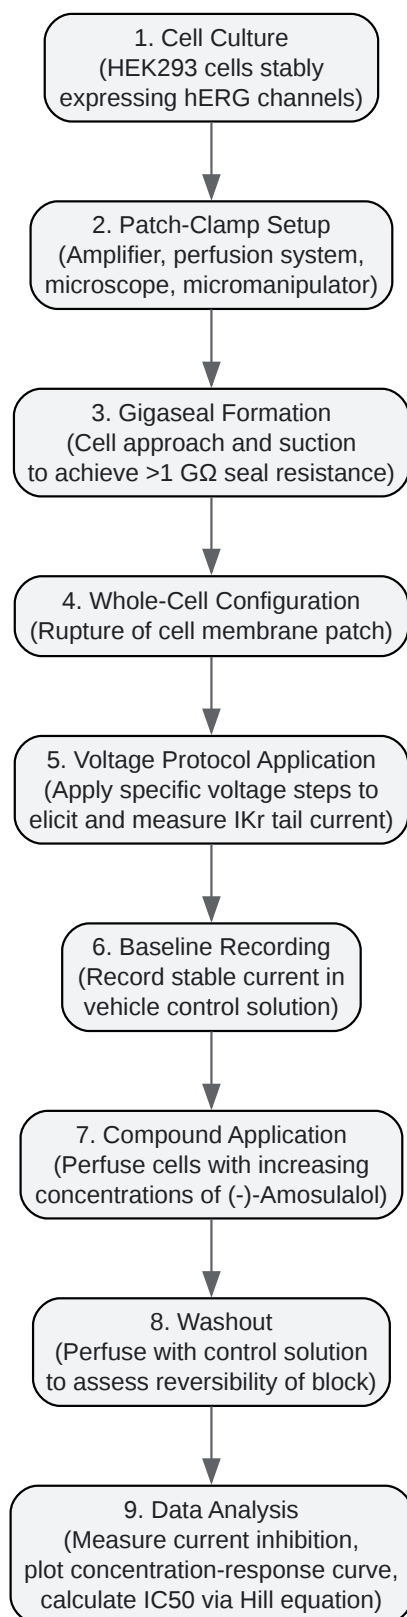 1. Cell Culture
(HEK293 cells stably
expressing hERG channels)
2. Patch-Clamp Setup
(Amplifier, perfusion system,
microscope, micromanipulator)
3. Gigaseal Formation
(Cell approach and suction
to achieve >1 GΩ seal resistance)
4. Whole-Cell Configuration
(Rupture of cell membrane patch)
5. Voltage Protocol Application
(Apply specific voltage steps to
elicit and measure IKr tail current)
6. Baseline Recording
(Record stable current in
vehicle control solution)
7. Compound Application
(Perfuse cells with increasing
concentrations of (-)-Amosulalol)
8. Washout
(Perfuse with control solution
to assess reversibility of block)
9. Data Analysis
(Measure current inhibition,
plot concentration-response curve,
calculate IC50 via Hill equation)